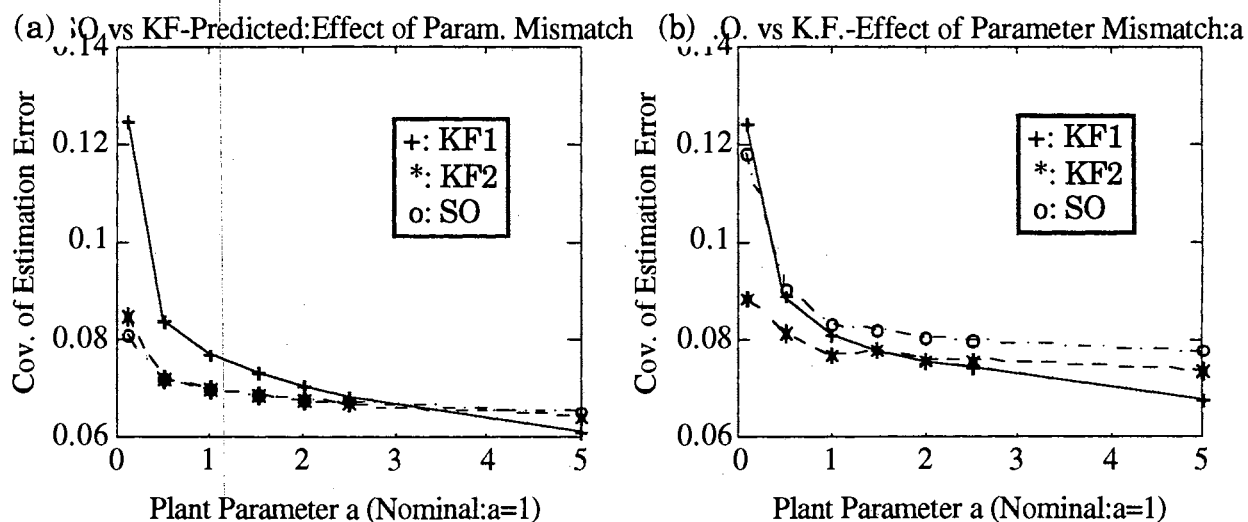 (a) SO vs KF-Predicted:Effect of Param. Mismatch
0.14
0.12
0.1
0.08
0.06
Cov. of Estimation Error
+: KF1
*: KF2
o: SO
0 1 2 3 4 5
Plant Parameter a (Nominal:a=1)
(b) .O. vs K.F.-Effect of Parameter Mismatch:a
0.14
0.12
0.1
0.08
0.06
Cov. of Estimation Error
+: KF1
*: KF2
o: SO
0 1 2 3 4 5
Plant Parameter a (Nominal:a=1)